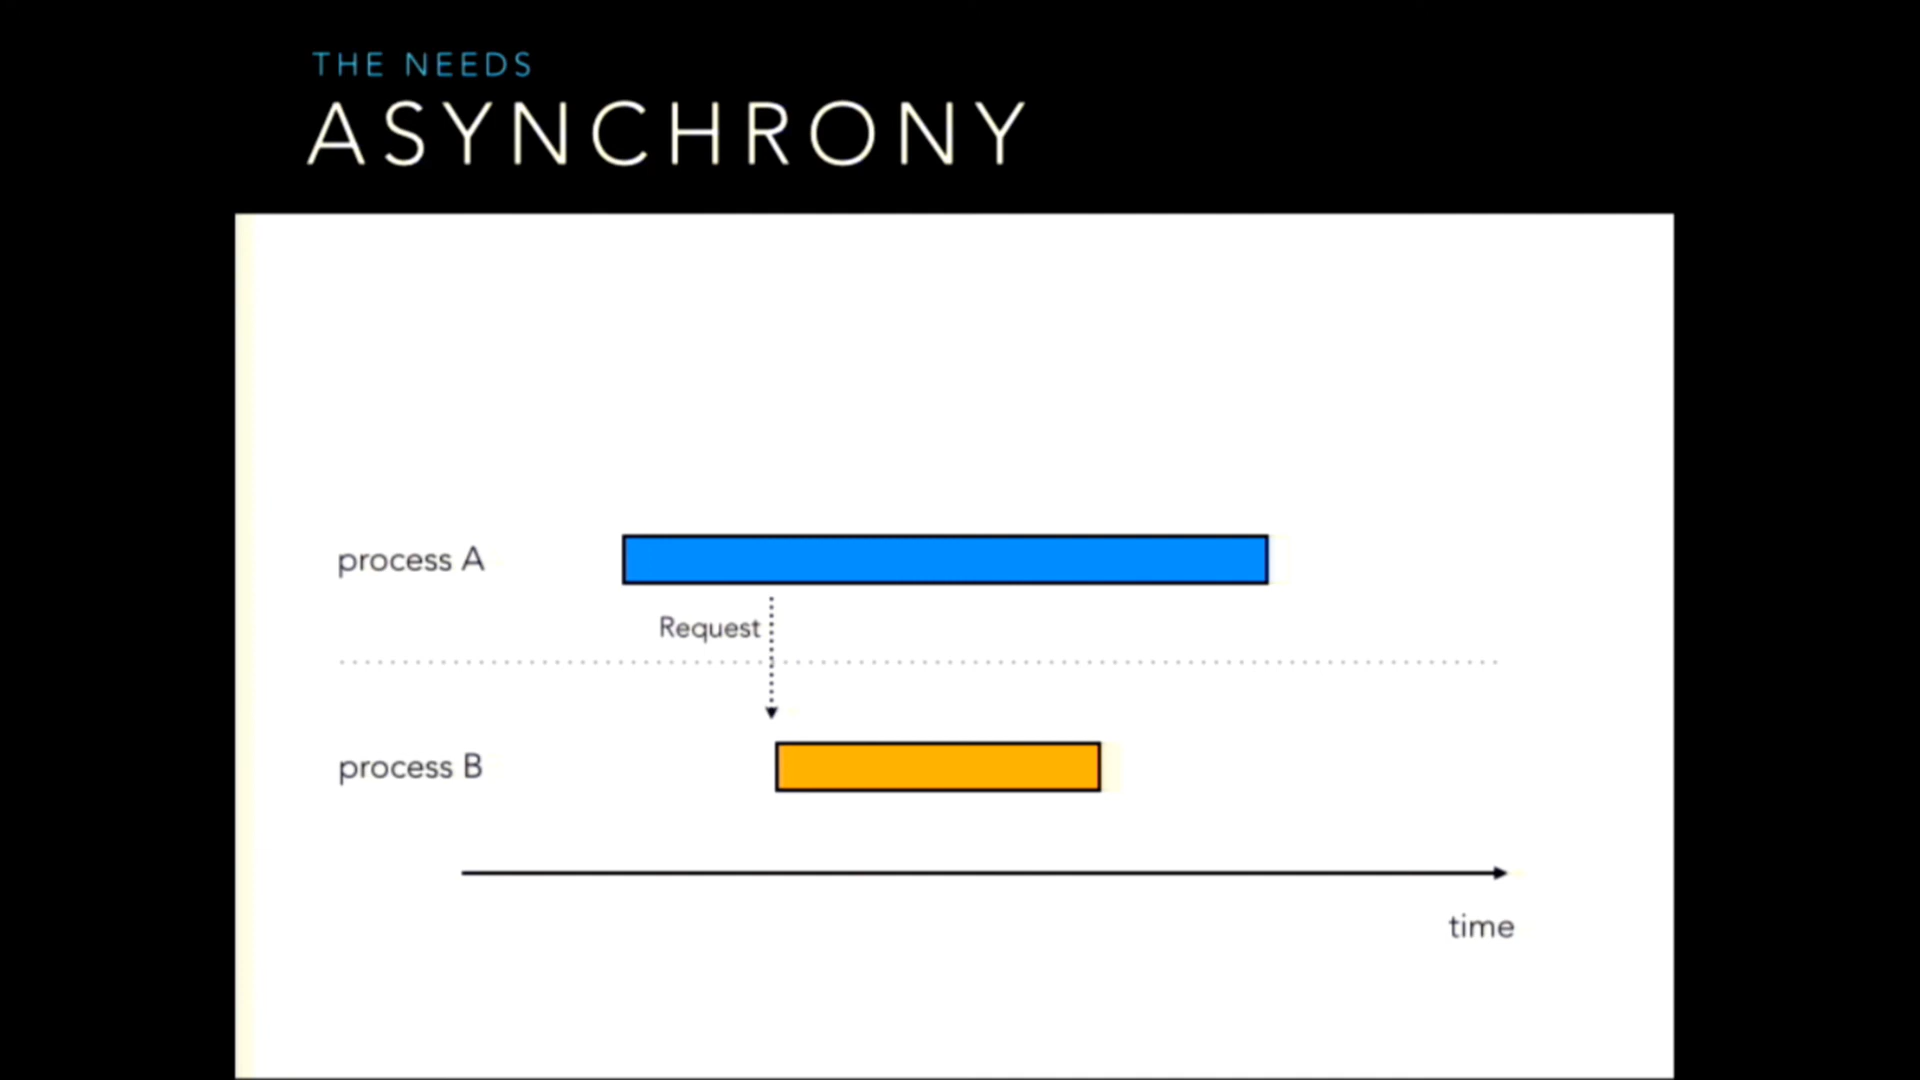 THE NEEDS
ASYNCHRONY
process A
Request
process B
time